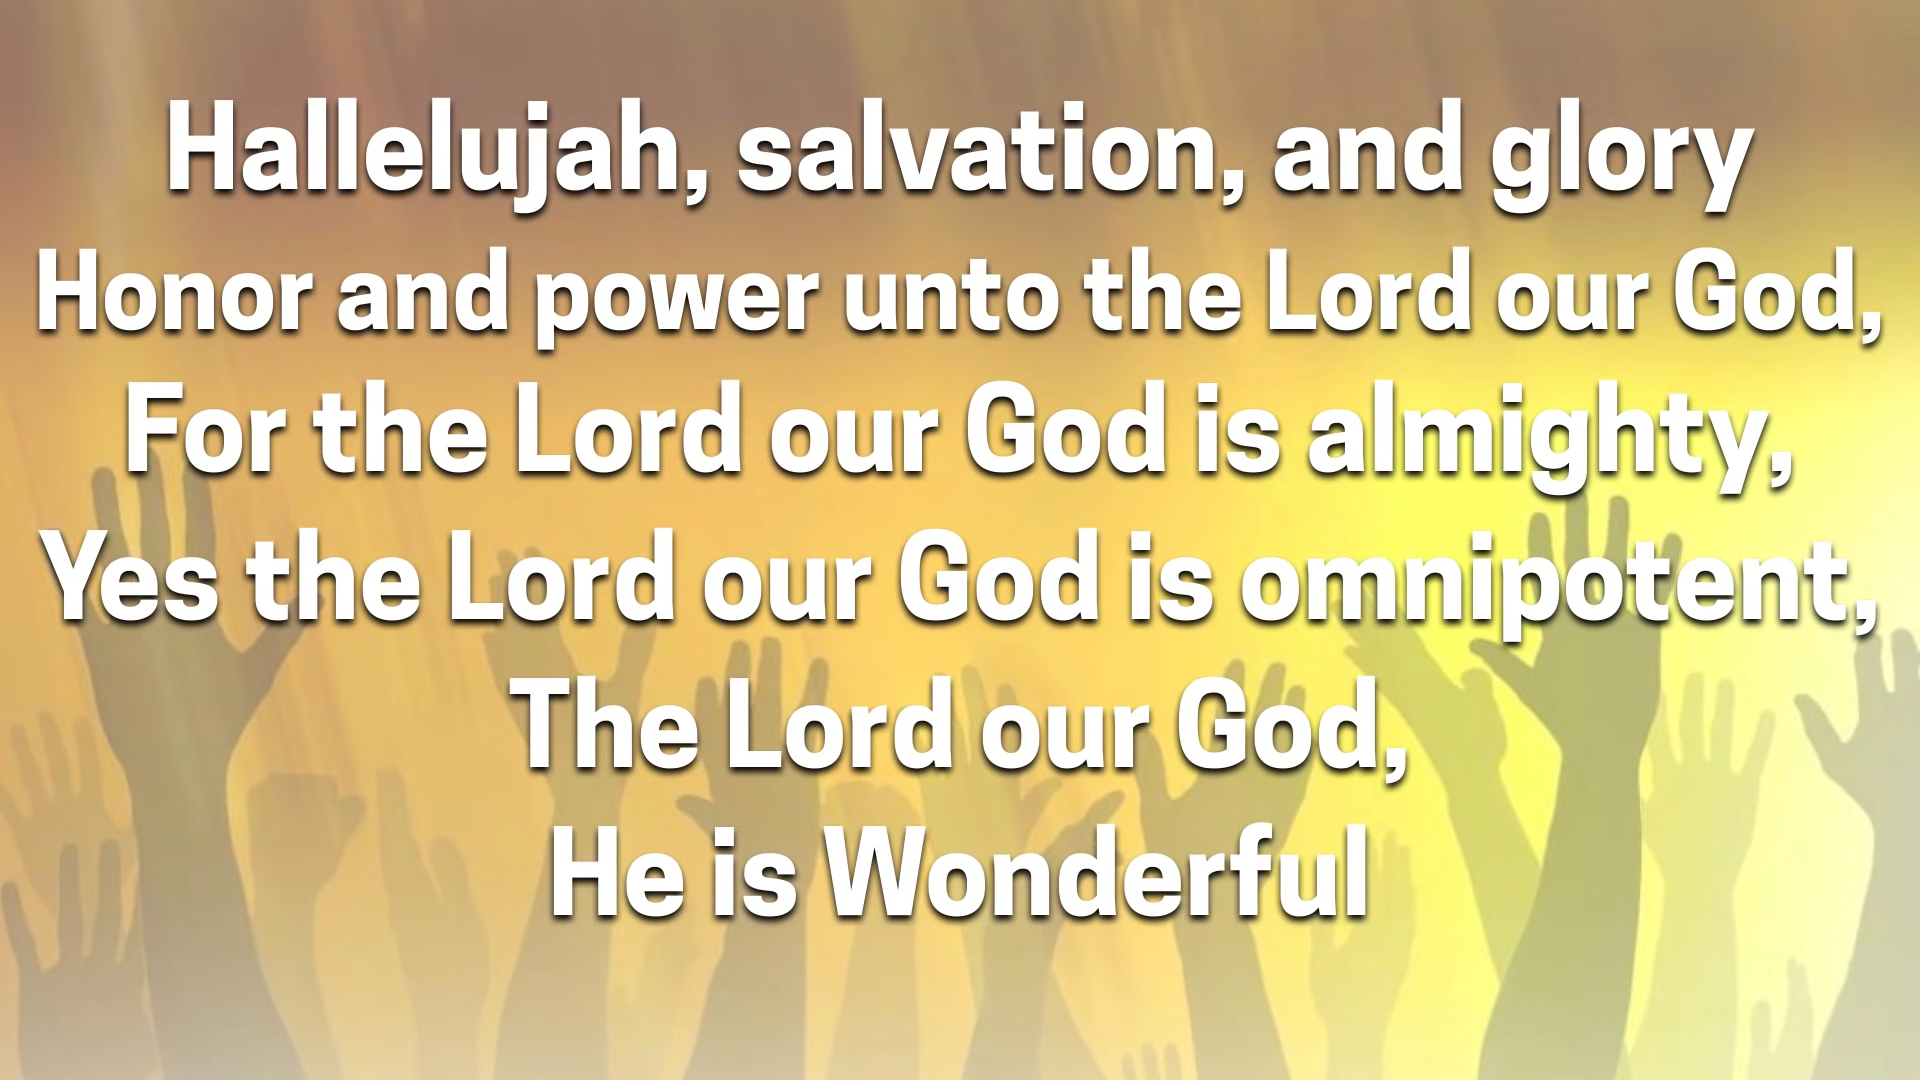 Hallelujah, salvation, and glory
Honor and power unto the Lord our God,
For the Lord our God is almighty,
Yes the Lord our God is omnipotent,
The Lord our God,
He is Wonderful